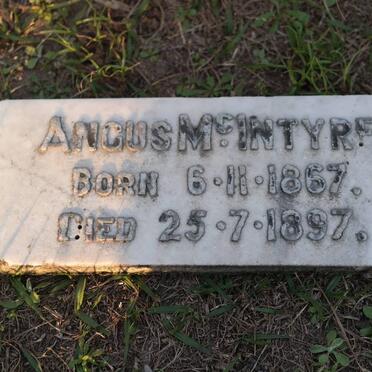 ANGUS McINTYRE
BORN 6·11·1867.
DIED 25·7·1897.